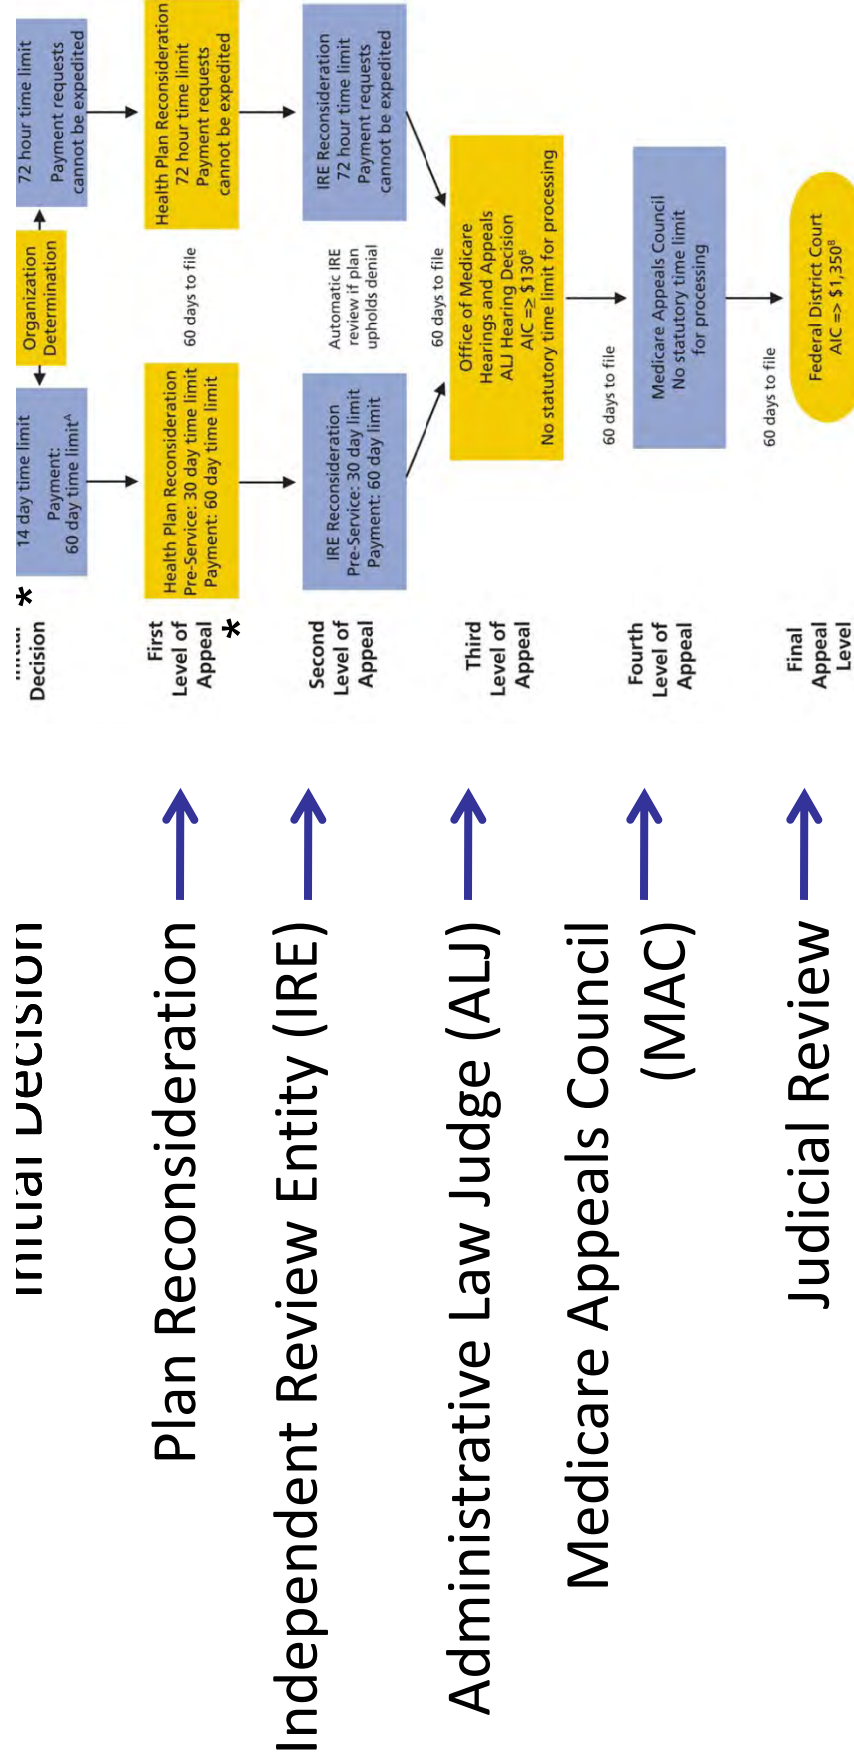 Initial Decision
Plan Reconsideration
Independent Review Entity (IRE)
Administrative Law Judge (ALJ)
Medicare Appeals Council
(MAC)
Judicial Review
Decision
*
14 day time limit
Payment:
60 day time limitA
Organization
Determination
72 hour time limit
Payment requests
cannot be expedited
First
Level of
Appeal
*
Health Plan Reconsideration
Pre-Service: 30 day time limit
Payment: 60 day time limit
60 days to file
Health Plan Reconsideration
72 hour time limit
Payment requests
cannot be expedited
Second
Level of
Appeal
IRE Reconsideration
Pre-Service: 30 day limit
Payment: 60 day limit
Automatic IRE
review if plan
upholds denial
IRE Reconsideration
72 hour time limit
Payment requests
cannot be expedited
60 days to file
Third
Level of
Appeal
Office of Medicare
Hearings and Appeals
ALJ Hearing Decision
AIC => $130B
No statutory time limit for processing
60 days to file
Fourth
Level of
Appeal
Medicare Appeals Council
No statutory time limit
for processing
60 days to file
Final
Appeal
Level
Federal District Court
AIC => $1,350B